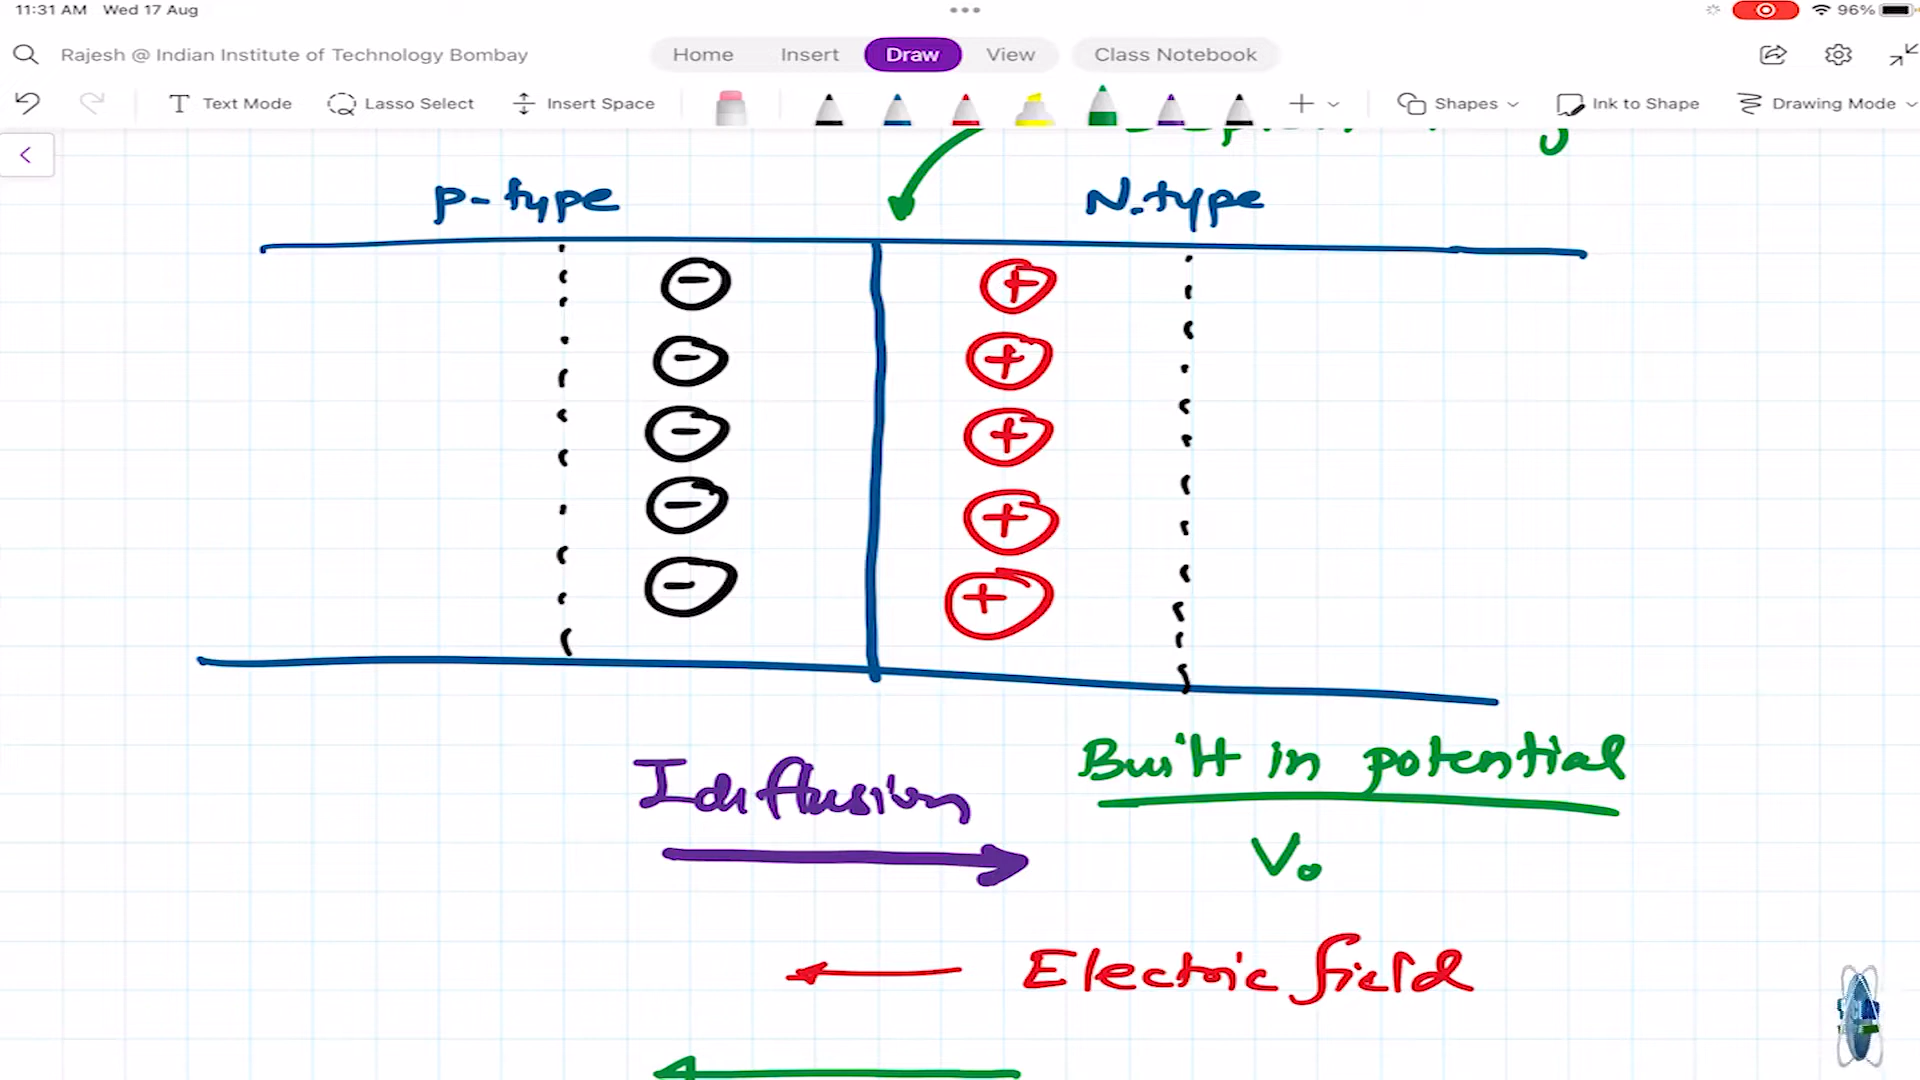 11:31 AM Wed 17 Aug
96%
Rajesh @ Indian Institute of Technology Bombay
Home Insert Draw View Class Notebook
Text Mode Lasso Select Insert Space Shapes Ink to Shape Drawing Mode
P-type N-type
- +
- +
- +
- +
- +
Built in potential
Idiffusion
V₀
Electric field